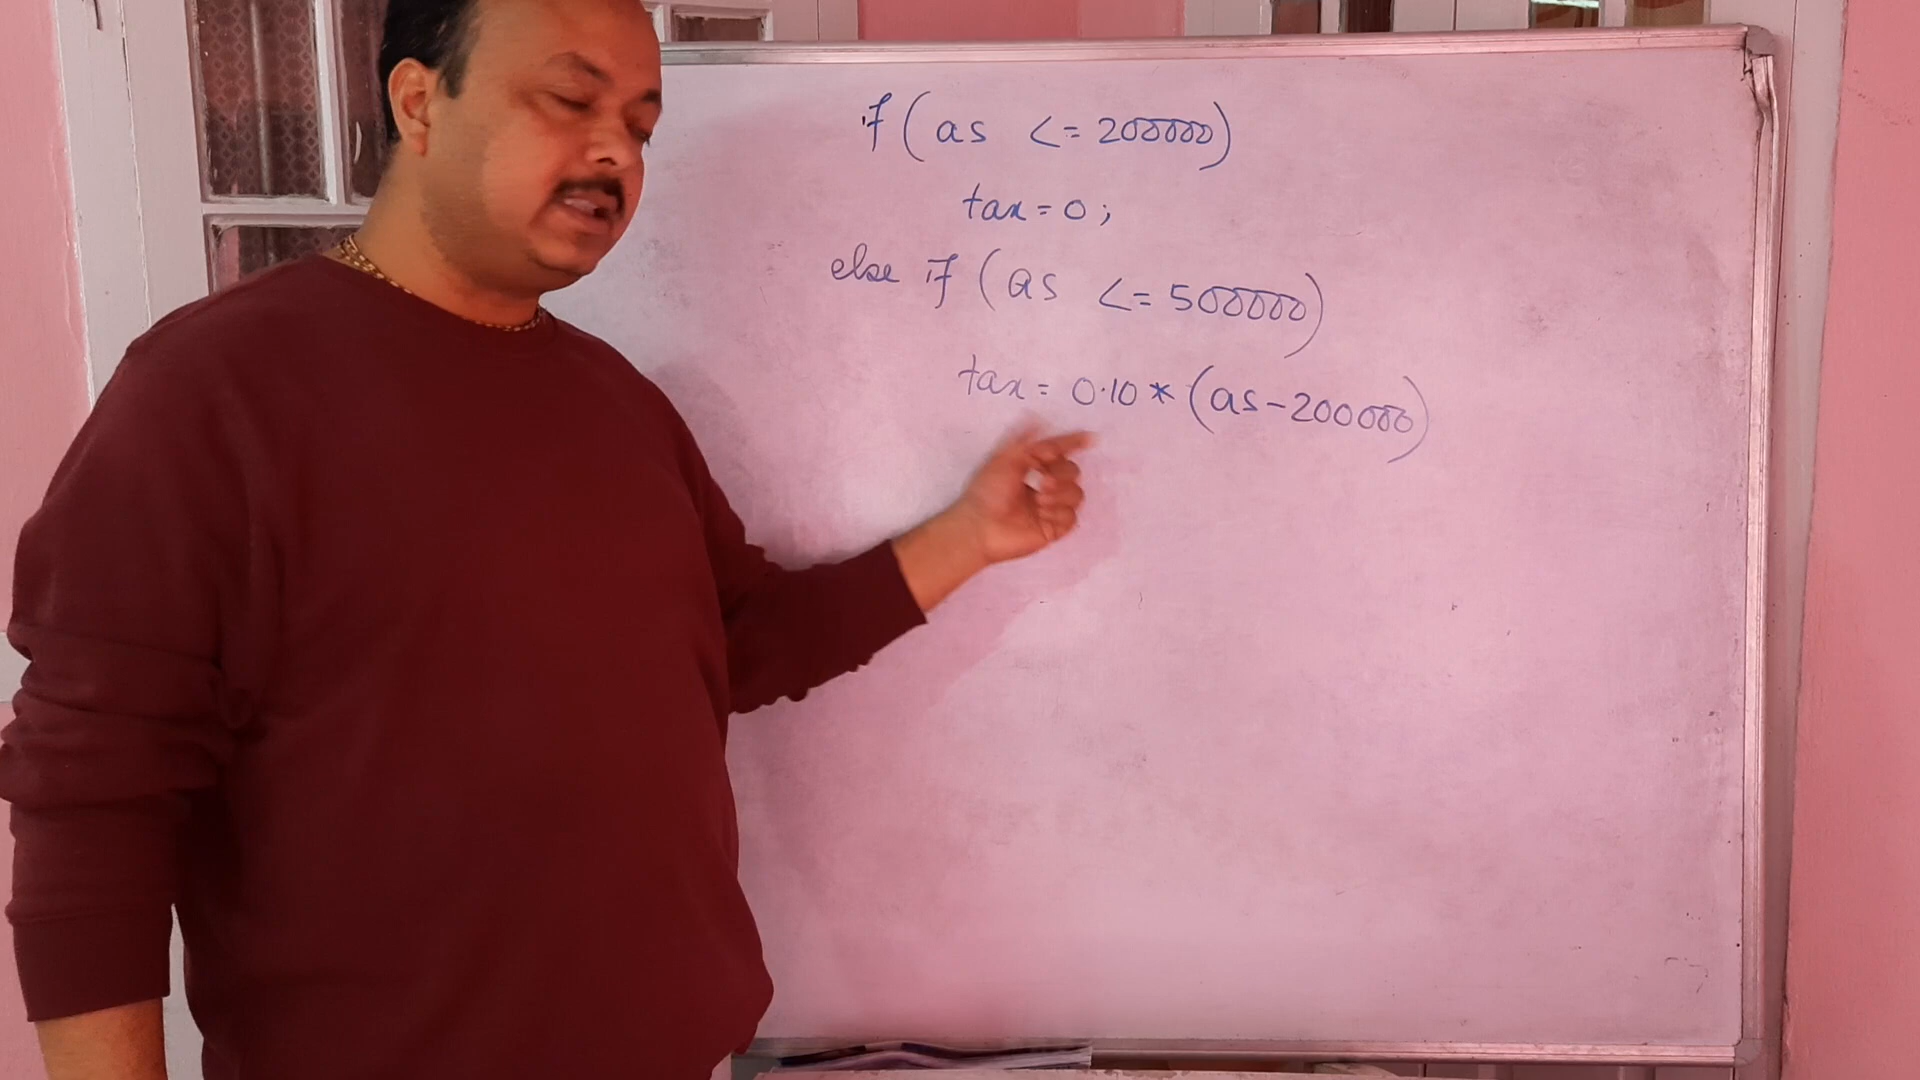 if (as <= 200000)
tax = 0;
else if (as <= 500000)
tax = 0.10 * (as - 200000)